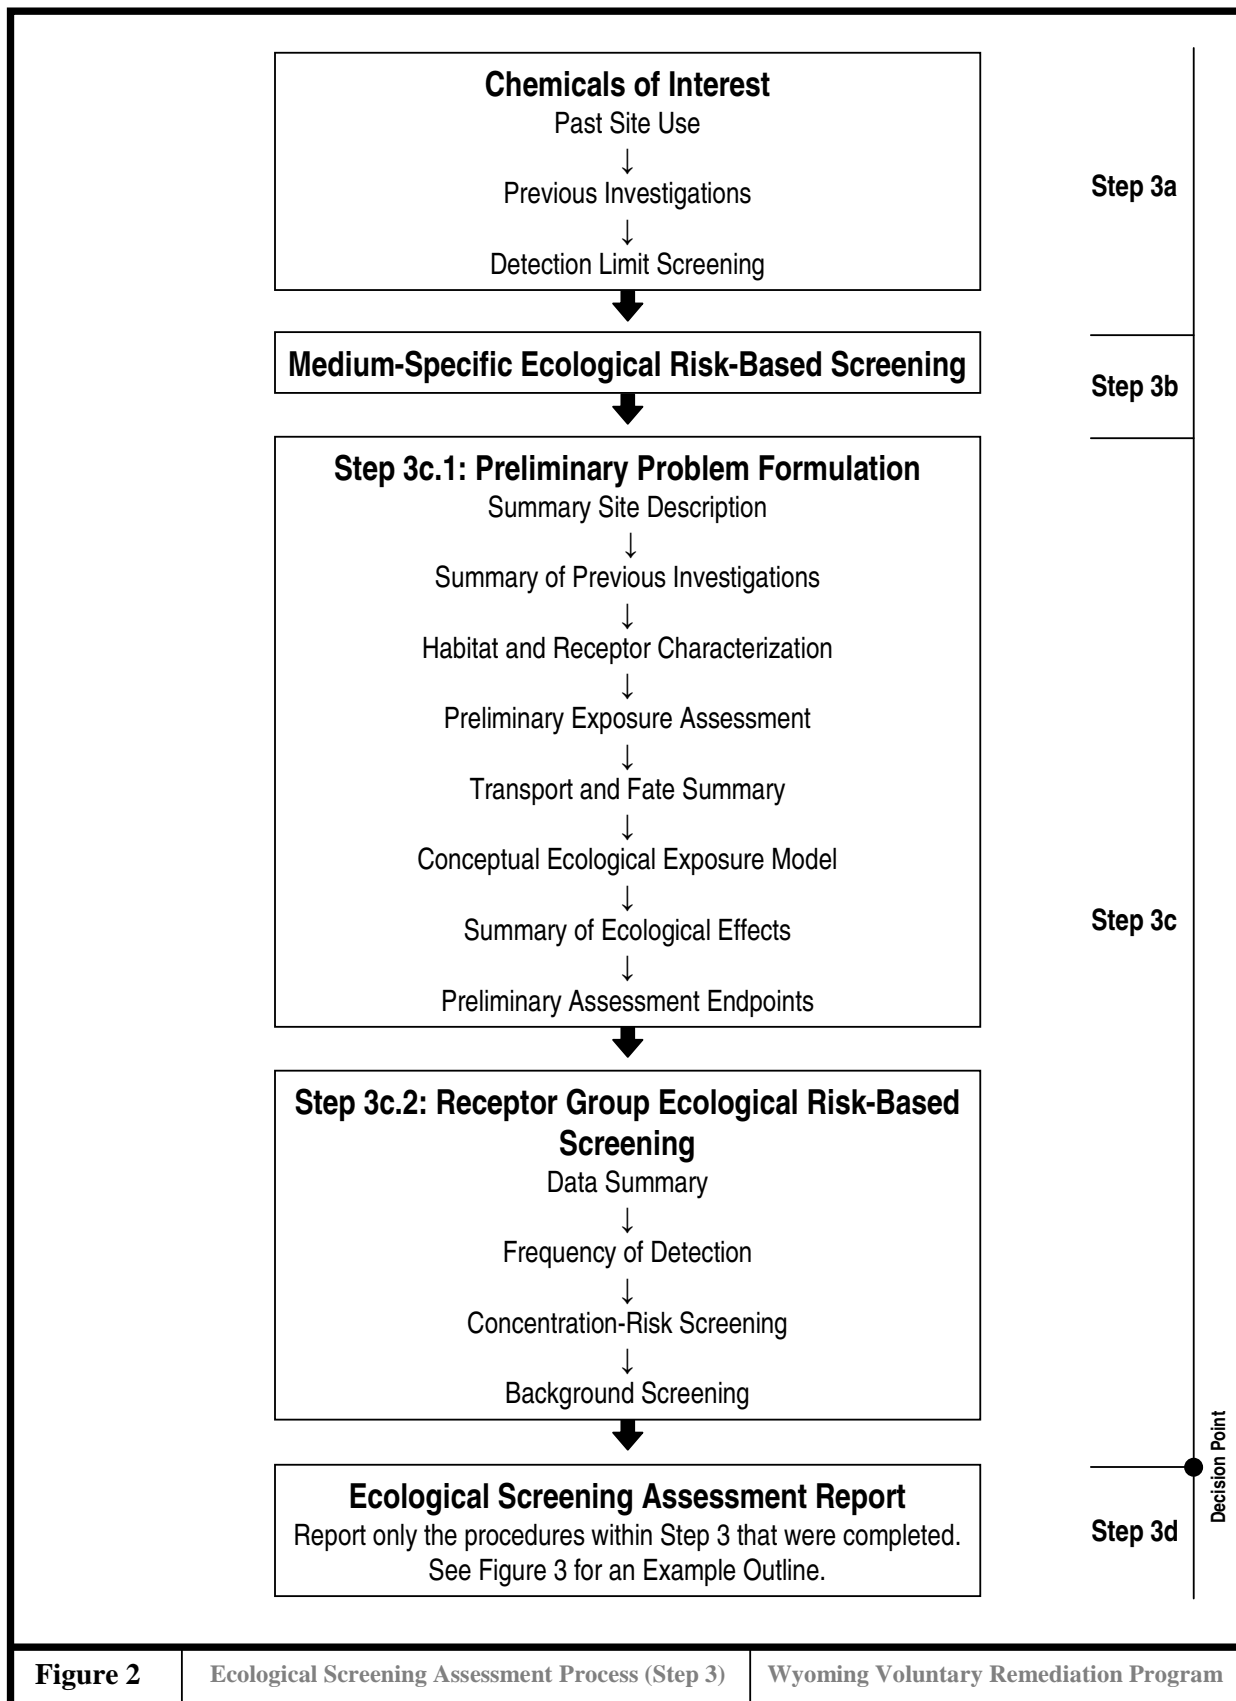 Chemicals of Interest
Past Site Use
↓
Previous Investigations
↓
Detection Limit Screening
Step 3a
Medium-Specific Ecological Risk-Based Screening
Step 3b
Step 3c.1: Preliminary Problem Formulation
Summary Site Description
↓
Summary of Previous Investigations
↓
Habitat and Receptor Characterization
↓
Preliminary Exposure Assessment
↓
Transport and Fate Summary
↓
Conceptual Ecological Exposure Model
↓
Summary of Ecological Effects
↓
Preliminary Assessment Endpoints
Step 3c
Step 3c.2: Receptor Group Ecological Risk-Based
Screening
Data Summary
↓
Frequency of Detection
↓
Concentration-Risk Screening
↓
Background Screening
Decision Point
Ecological Screening Assessment Report
Report only the procedures within Step 3 that were completed.
See Figure 3 for an Example Outline.
Step 3d
Figure 2
Ecological Screening Assessment Process (Step 3)
Wyoming Voluntary Remediation Program